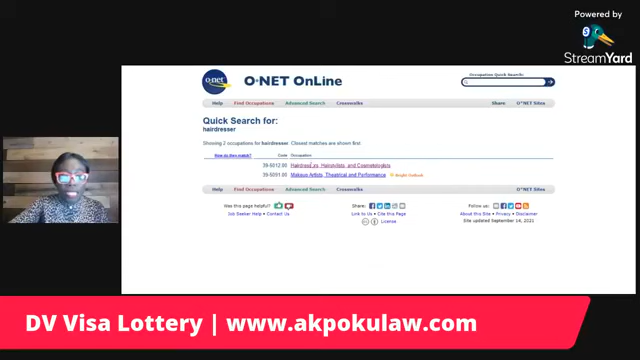 Powered by
StreamYard
o·net
O*NET OnLine
Occupation Quick Search:
Help Find Occupations Advanced Search Crosswalks Share O*NET Sites
Quick Search for:
hairdresser
Showing 2 occupations for hairdresser. Closest matches are shown first.
How do they match? Code Occupation
39-5012.00 Hairdressers, Hairstylists, and Cosmetologists
39-5091.00 Makeup Artists, Theatrical and Performance Bright Outlook
Help Find Occupations Advanced Search Crosswalks O*NET Sites
Was this page helpful? Share: Follow us:
Job Seeker Help • Contact Us Link to Us • Cite this Page About this Site • Privacy • Disclaimer
License Site updated September 14, 2021
DV Visa Lottery | www.akpokulaw.com